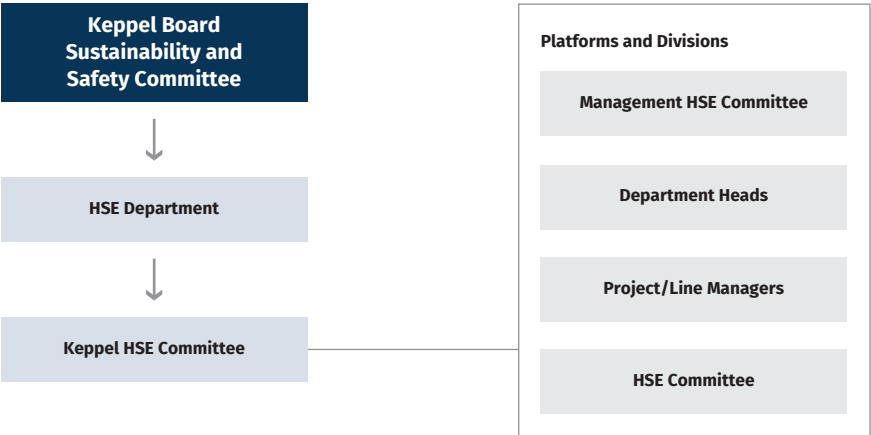 Keppel Board
Sustainability and
Safety Committee
HSE Department
Keppel HSE Committee
Platforms and Divisions
Management HSE Committee
Department Heads
Project/Line Managers
HSE Committee